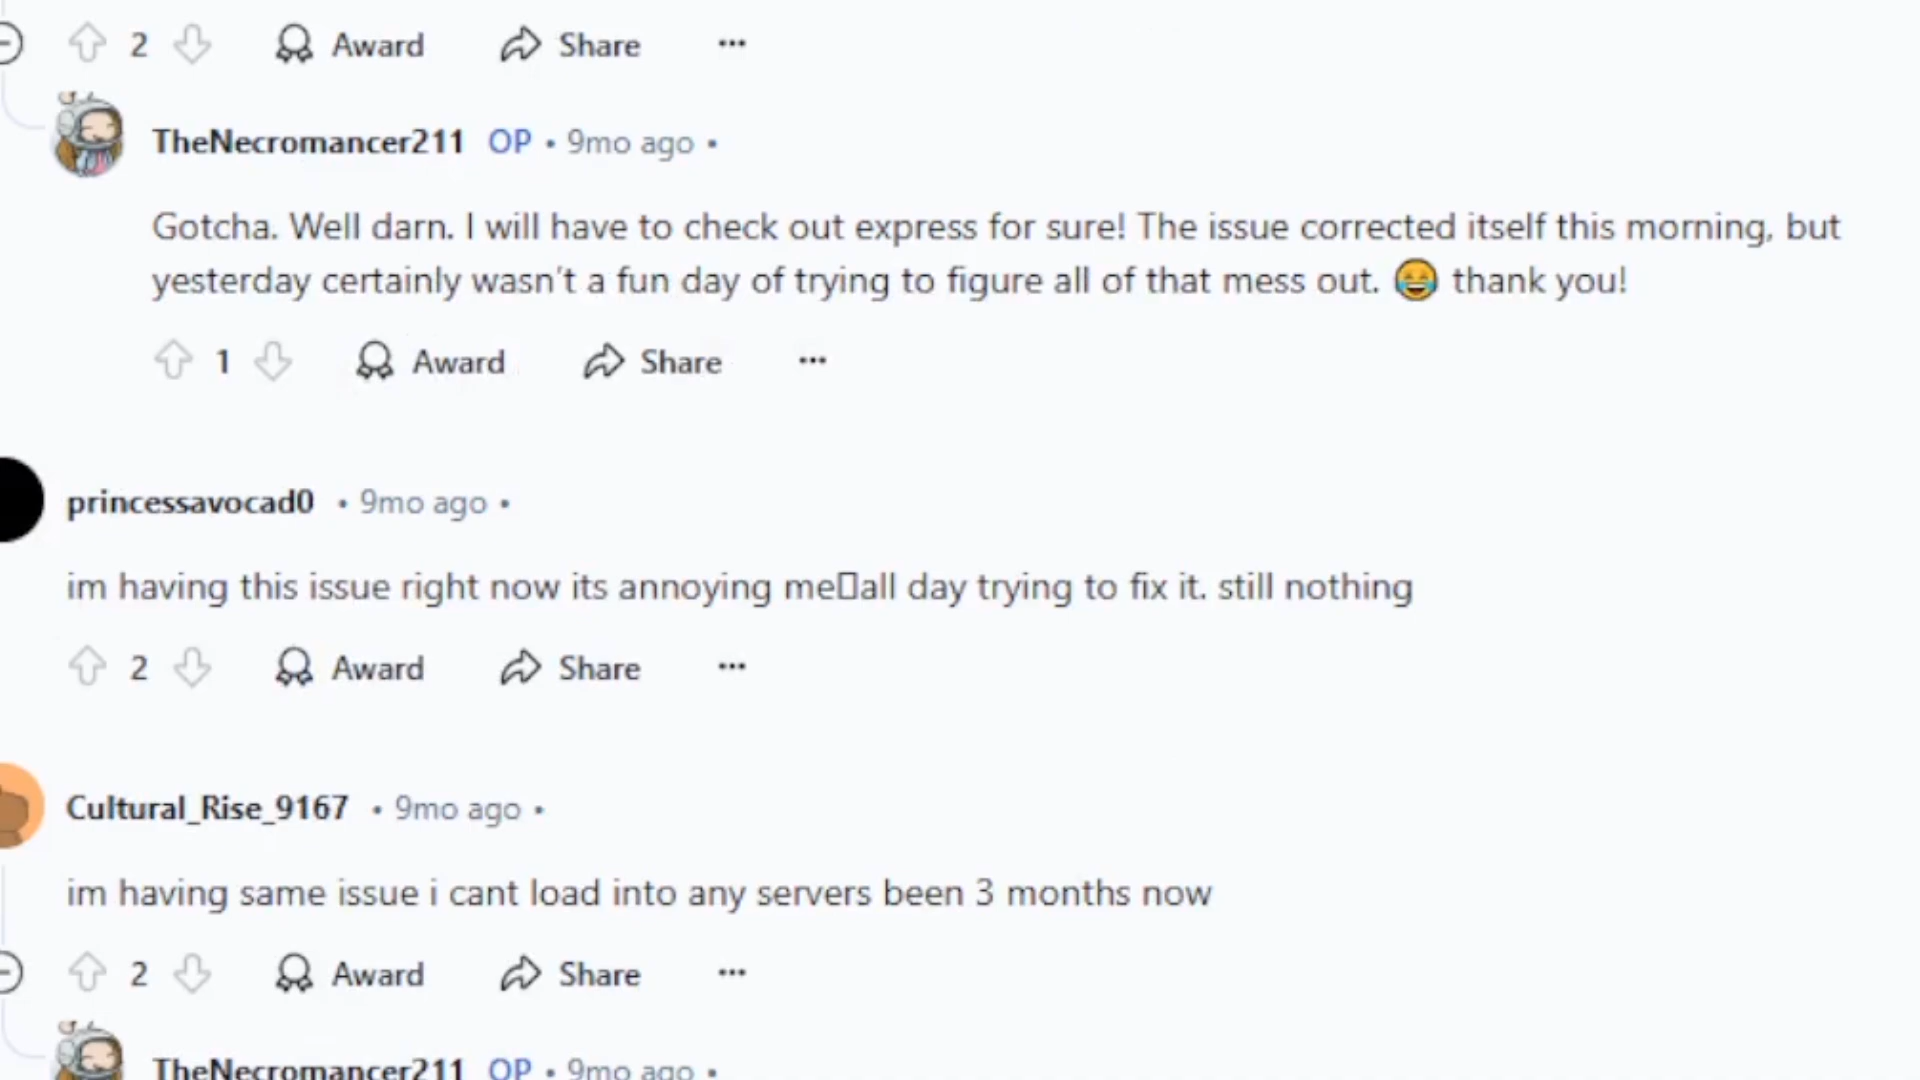 2 Award Share
TheNecromancer211 OP • 9mo ago •
Gotcha. Well darn. I will have to check out express for sure! The issue corrected itself this morning, but
yesterday certainly wasn't a fun day of trying to figure all of that mess out. 😂 thank you!
1 Award Share
princessavocad0 • 9mo ago •
im having this issue right now its annoying me▯all day trying to fix it. still nothing
2 Award Share
Cultural_Rise_9167 • 9mo ago •
im having same issue i cant load into any servers been 3 months now
2 Award Share
TheNecromancer211 OP • 9mo ago •